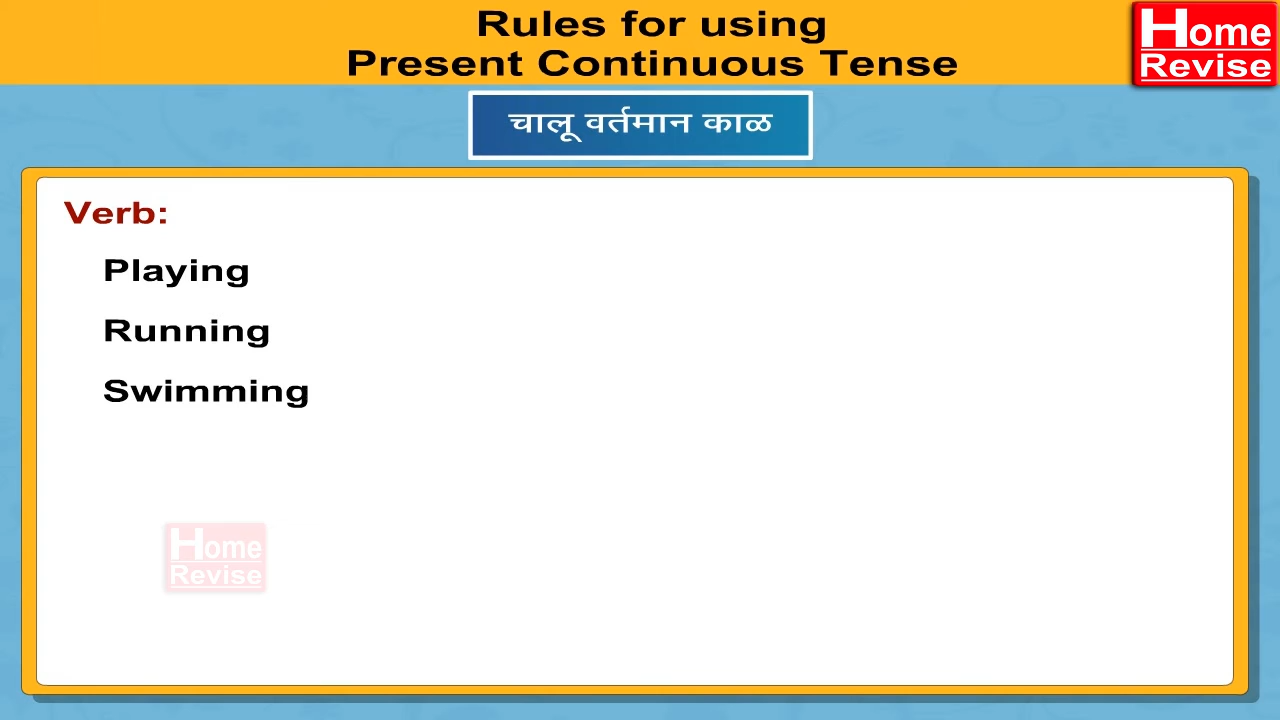 Rules for using
Present Continuous Tense
Home
Revise
चालू वर्तमान काळ
Verb:
Playing
Running
Swimming
Home
Revise